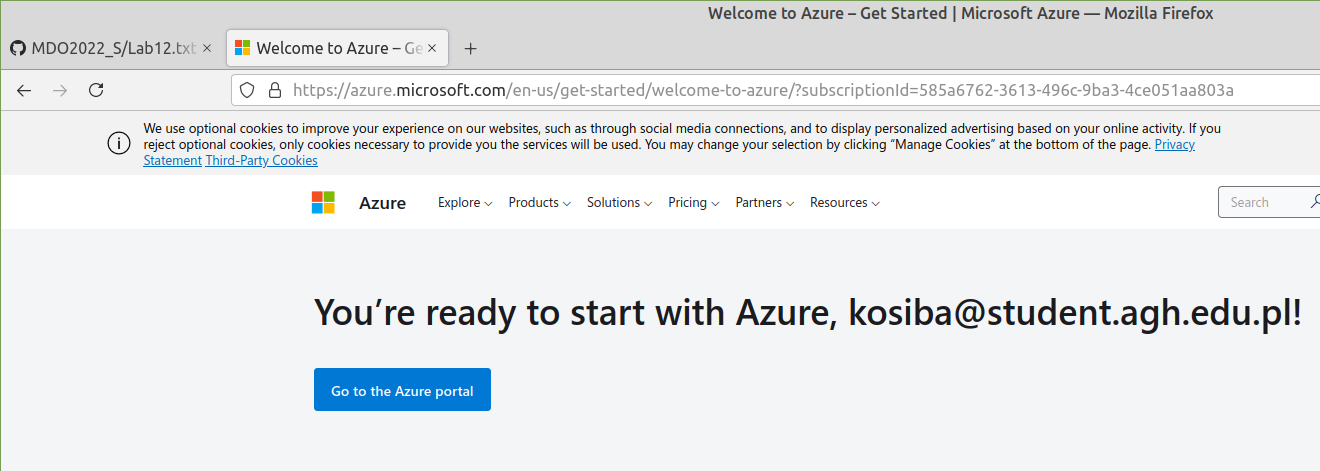 Welcome to Azure – Get Started | Microsoft Azure — Mozilla Firefox
MDO2022_S/Lab12.txt
Welcome to Azure – Ge
https://azure.microsoft.com/en-us/get-started/welcome-to-azure/?subscriptionId=585a6762-3613-496c-9ba3-4ce051aa803a
We use optional cookies to improve your experience on our websites, such as through social media connections, and to display personalized advertising based on your online activity. If you
reject optional cookies, only cookies necessary to provide you the services will be used. You may change your selection by clicking “Manage Cookies” at the bottom of the page. Privacy
Statement Third-Party Cookies
Azure Explore Products Solutions Pricing Partners Resources Search
You’re ready to start with Azure, kosiba@student.agh.edu.pl!
Go to the Azure portal